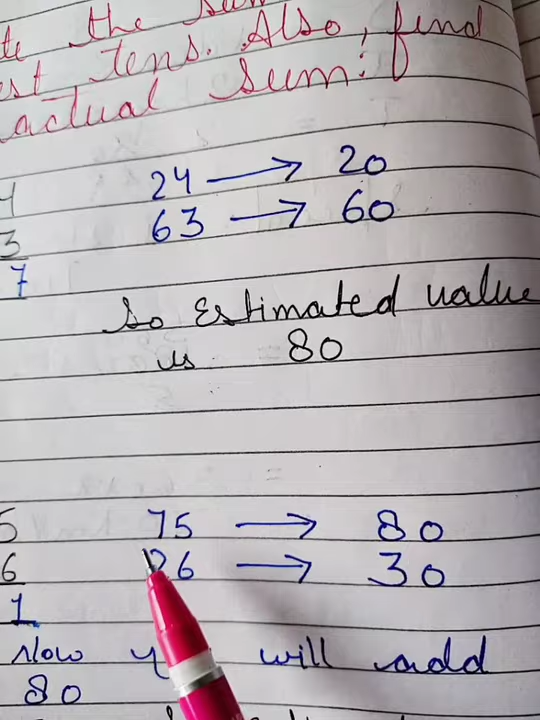 the
est tens. Also, find
actual Sum:
4 24 → 20
3 63 → 60
7
So Estimated value
is 80
5 75 → 80
6 26 → 30
1
Now will add
80